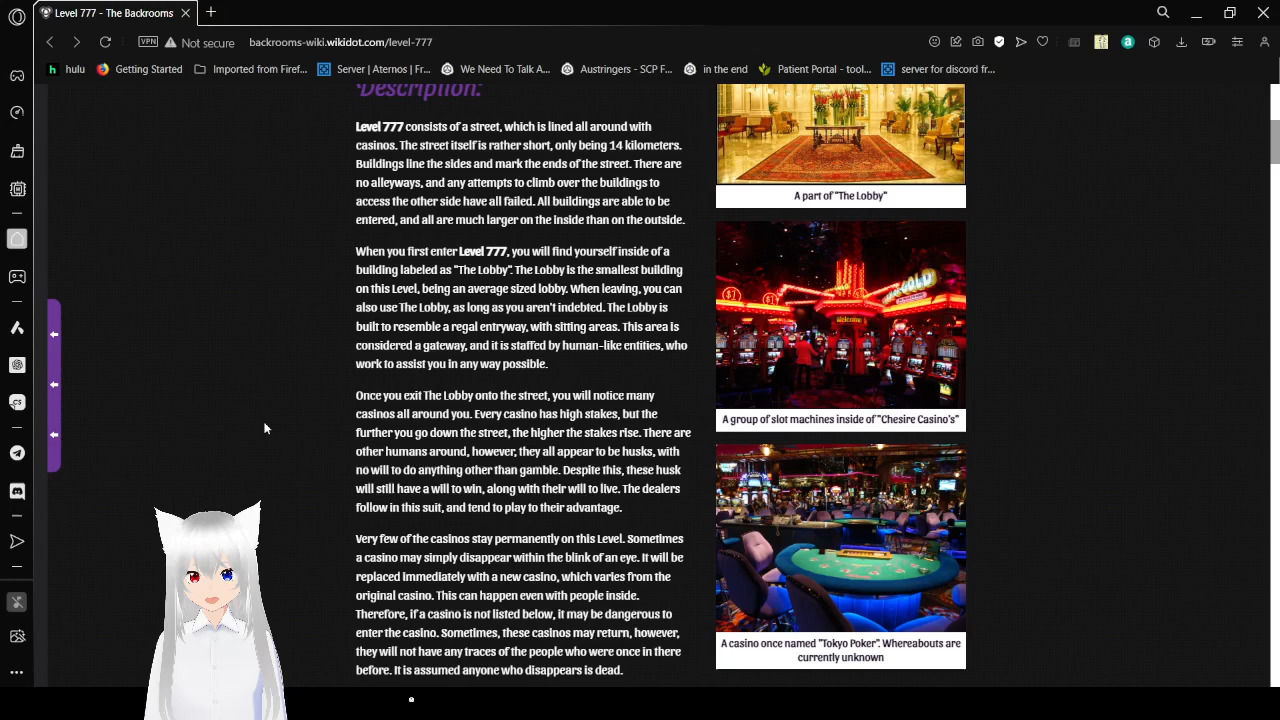 Level 777 - The Backrooms
VPN
Not secure
backrooms-wiki.wikidot.com/level-777
hulu
Getting Started
Imported from Firef...
Server | Aternos | Fr...
We Need To Talk A...
Austringers - SCP F...
in the end
Patient Portal - tool...
server for discord fr...
Description:
Level 777 consists of a street, which is lined all around with
casinos. The street itself is rather short, only being 14 kilometers.
Buildings line the sides and mark the ends of the street. There are
no alleyways, and any attempts to climb over the buildings to
access the other side have all failed. All buildings are able to be
entered, and all are much larger on the inside than on the outside.
When you first enter Level 777, you will find yourself inside of a
building labeled as "The Lobby". The Lobby is the smallest building
on this Level, being an average sized lobby. When leaving, you can
also use The Lobby, as long as you aren't indebted. The Lobby is
built to resemble a regal entryway, with sitting areas. This area is
considered a gateway, and it is staffed by human-like entities, who
work to assist you in any way possible.
Once you exit The Lobby onto the street, you will notice many
casinos all around you. Every casino has high stakes, but the
further you go down the street, the higher the stakes rise. There are
other humans around, however, they all appear to be husks, with
no will to do anything other than gamble. Despite this, these husk
will still have a will to win, along with their will to live. The dealers
follow in this suit, and tend to play to their advantage.
Very few of the casinos stay permanently on this Level. Sometimes
a casino may simply disappear within the blink of an eye. It will be
replaced immediately with a new casino, which varies from the
original casino. This can happen even with people inside.
Therefore, if a casino is not listed below, it may be dangerous to
enter the casino. Sometimes, these casinos may return, however,
they will not have any traces of the people who were once in there
before. It is assumed anyone who disappears is dead.
A part of "The Lobby"
$1
$1
Welcome
A group of slot machines inside of "Chesire Casino's"
A casino once named "Tokyo Poker". Whereabouts are
currently unknown